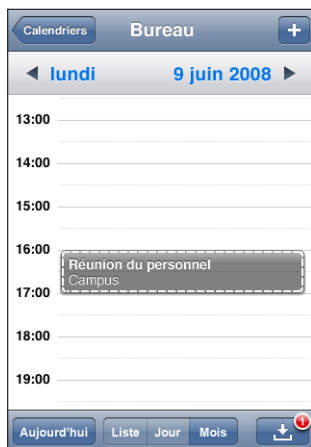 Calendriers Bureau +
lundi 9 juin 2008
13:00
14:00
15:00
16:00
Réunion du personnel
Campus
17:00
18:00
19:00
Aujourd'hui Liste Jour Mois 1